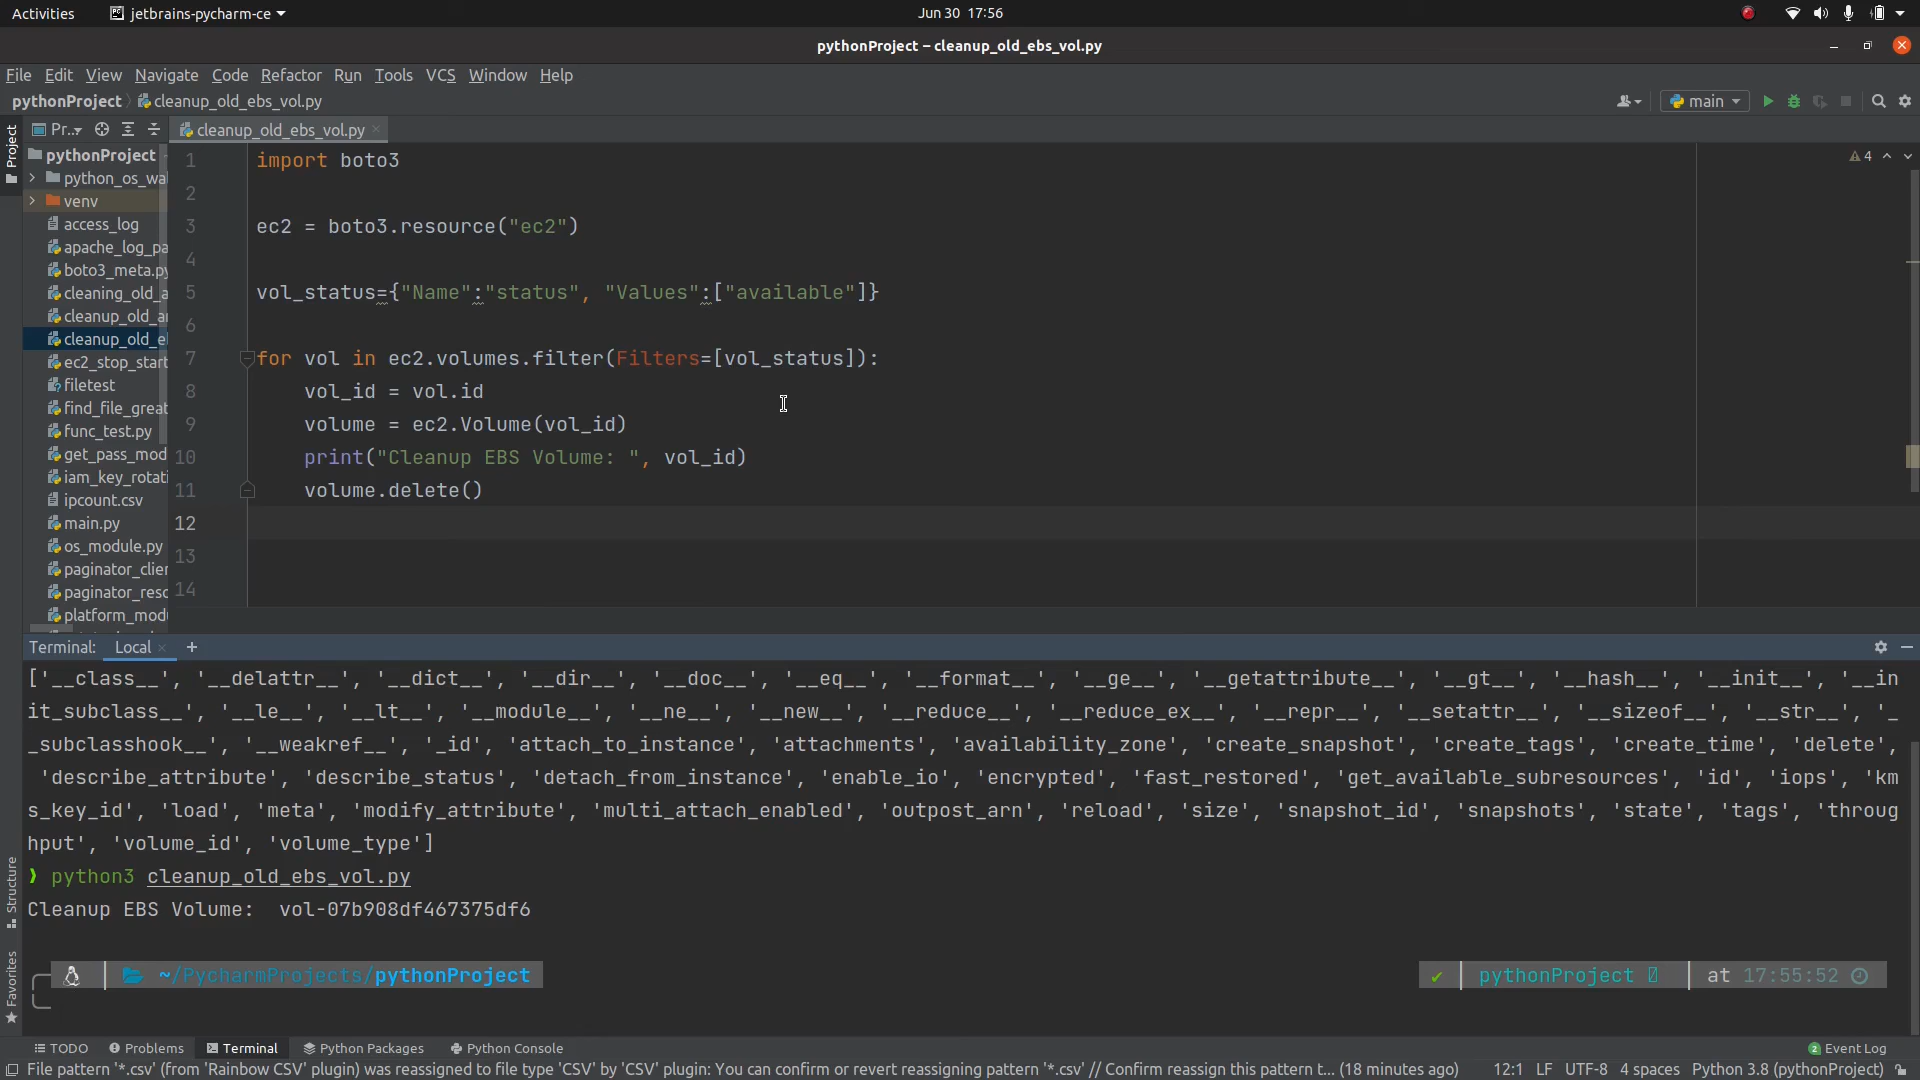 Activities jetbrains-pycharm-ce Jun 30 17:56
pythonProject – cleanup_old_ebs_vol.py
File Edit View Navigate Code Refactor Run Tools VCS Window Help
pythonProject cleanup_old_ebs_vol.py main
Project Pr.. cleanup_old_ebs_vol.py
pythonProject
python_os_wa
venv
access_log
apache_log_pa
boto3_meta.py
cleaning_old_a
cleanup_old_a
cleanup_old_e
ec2_stop_start
filetest
find_file_great
func_test.py
get_pass_mod
iam_key_rotati
ipcount.csv
main.py
os_module.py
paginator_clie
paginator_resc
platform_modu
1 import boto3
2
3 ec2 = boto3.resource("ec2")
4
5 vol_status={"Name":"status", "Values":["available"]}
6
7 for vol in ec2.volumes.filter(Filters=[vol_status]):
8 vol_id = vol.id
9 volume = ec2.Volume(vol_id)
10 print("Cleanup EBS Volume: ", vol_id)
11 volume.delete()
12
13
14
4
Terminal: Local +
['__class__', '__delattr__', '__dict__', '__dir__', '__doc__', '__eq__', '__format__', '__ge__', '__getattribute__', '__gt__', '__hash__', '__init__', '__in
it_subclass__', '__le__', '__lt__', '__module__', '__ne__', '__new__', '__reduce__', '__reduce_ex__', '__repr__', '__setattr__', '__sizeof__', '__str__', '_
_subclasshook__', '__weakref__', '_id', 'attach_to_instance', 'attachments', 'availability_zone', 'create_snapshot', 'create_tags', 'create_time', 'delete',
'describe_attribute', 'describe_status', 'detach_from_instance', 'enable_io', 'encrypted', 'fast_restored', 'get_available_subresources', 'id', 'iops', 'km
s_key_id', 'load', 'meta', 'modify_attribute', 'multi_attach_enabled', 'outpost_arn', 'reload', 'size', 'snapshot_id', 'snapshots', 'state', 'tags', 'throug
hput', 'volume_id', 'volume_type']
❱ python3 cleanup_old_ebs_vol.py
Cleanup EBS Volume:  vol-07b908df467375df6
~/PycharmProjects/pythonProject ✔ pythonProject at 17:55:52
Structure
Favorites
TODO Problems Terminal Python Packages Python Console 2 Event Log
File pattern '*.csv' (from 'Rainbow CSV' plugin) was reassigned to file type 'CSV' by 'CSV' plugin: You can confirm or revert reassigning pattern '*.csv' // Confirm reassign this pattern t... (18 minutes ago) 12:1 LF UTF-8 4 spaces Python 3.8 (pythonProject)